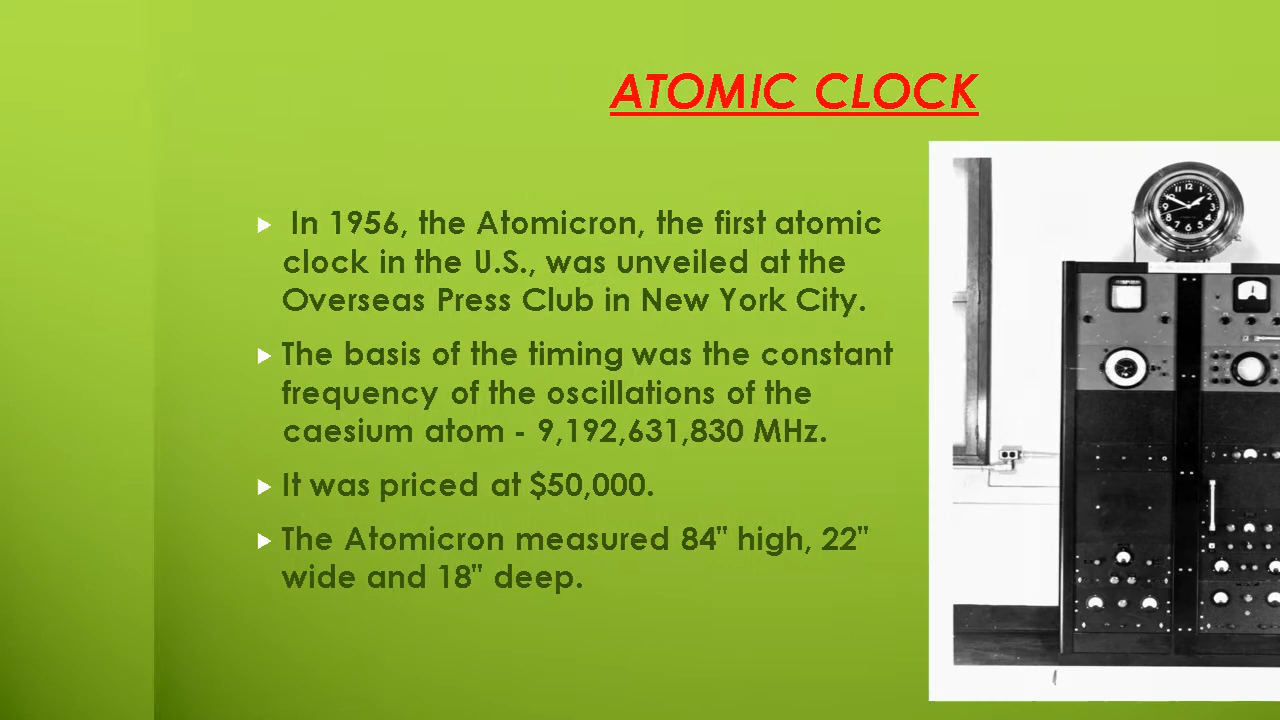 ATOMIC CLOCK
In 1956, the Atomicron, the first atomic
clock in the U.S., was unveiled at the
Overseas Press Club in New York City.
The basis of the timing was the constant
frequency of the oscillations of the
caesium atom - 9,192,631,830 MHz.
It was priced at $50,000.
The Atomicron measured 84" high, 22"
wide and 18" deep.